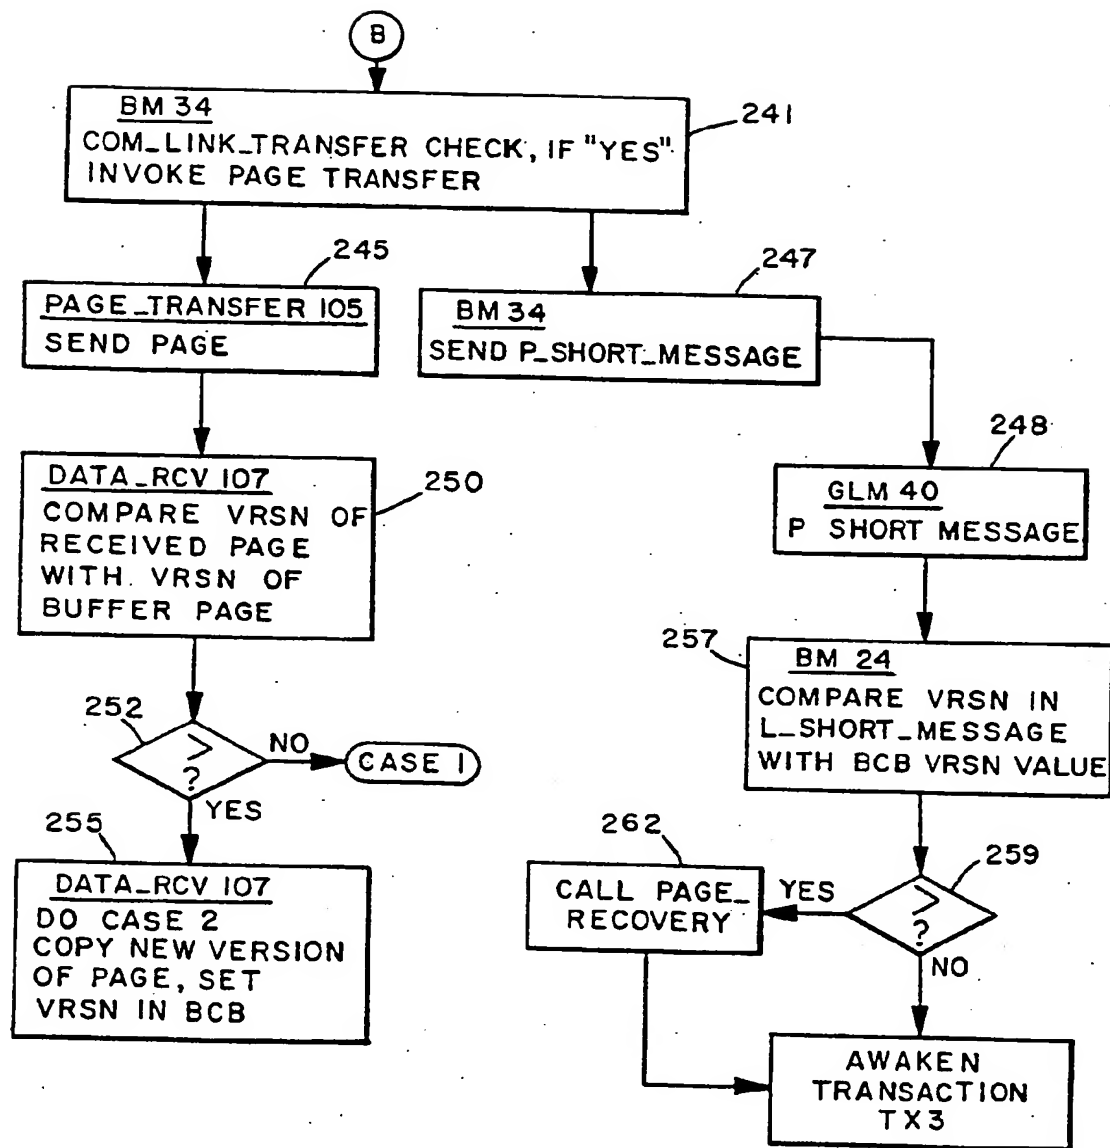 B
BM 34
COM_LINK_TRANSFER CHECK, IF "YES"
INVOKE PAGE TRANSFER
241
245
PAGE_TRANSFER 105
SEND PAGE
247
BM 34
SEND P_SHORT_MESSAGE
248
GLM 40
P SHORT MESSAGE
DATA_RCV 107
COMPARE VRSN OF
RECEIVED PAGE
WITH VRSN OF
BUFFER PAGE
250
257
BM 24
COMPARE VRSN IN
L_SHORT_MESSAGE
WITH BCB VRSN VALUE
252
>
?
NO
CASE 1
YES
255
DATA_RCV 107
DO CASE 2
COPY NEW VERSION
OF PAGE, SET
VRSN IN BCB
262
CALL PAGE_
RECOVERY
YES
259
>
?
NO
AWAKEN
TRANSACTION
TX3